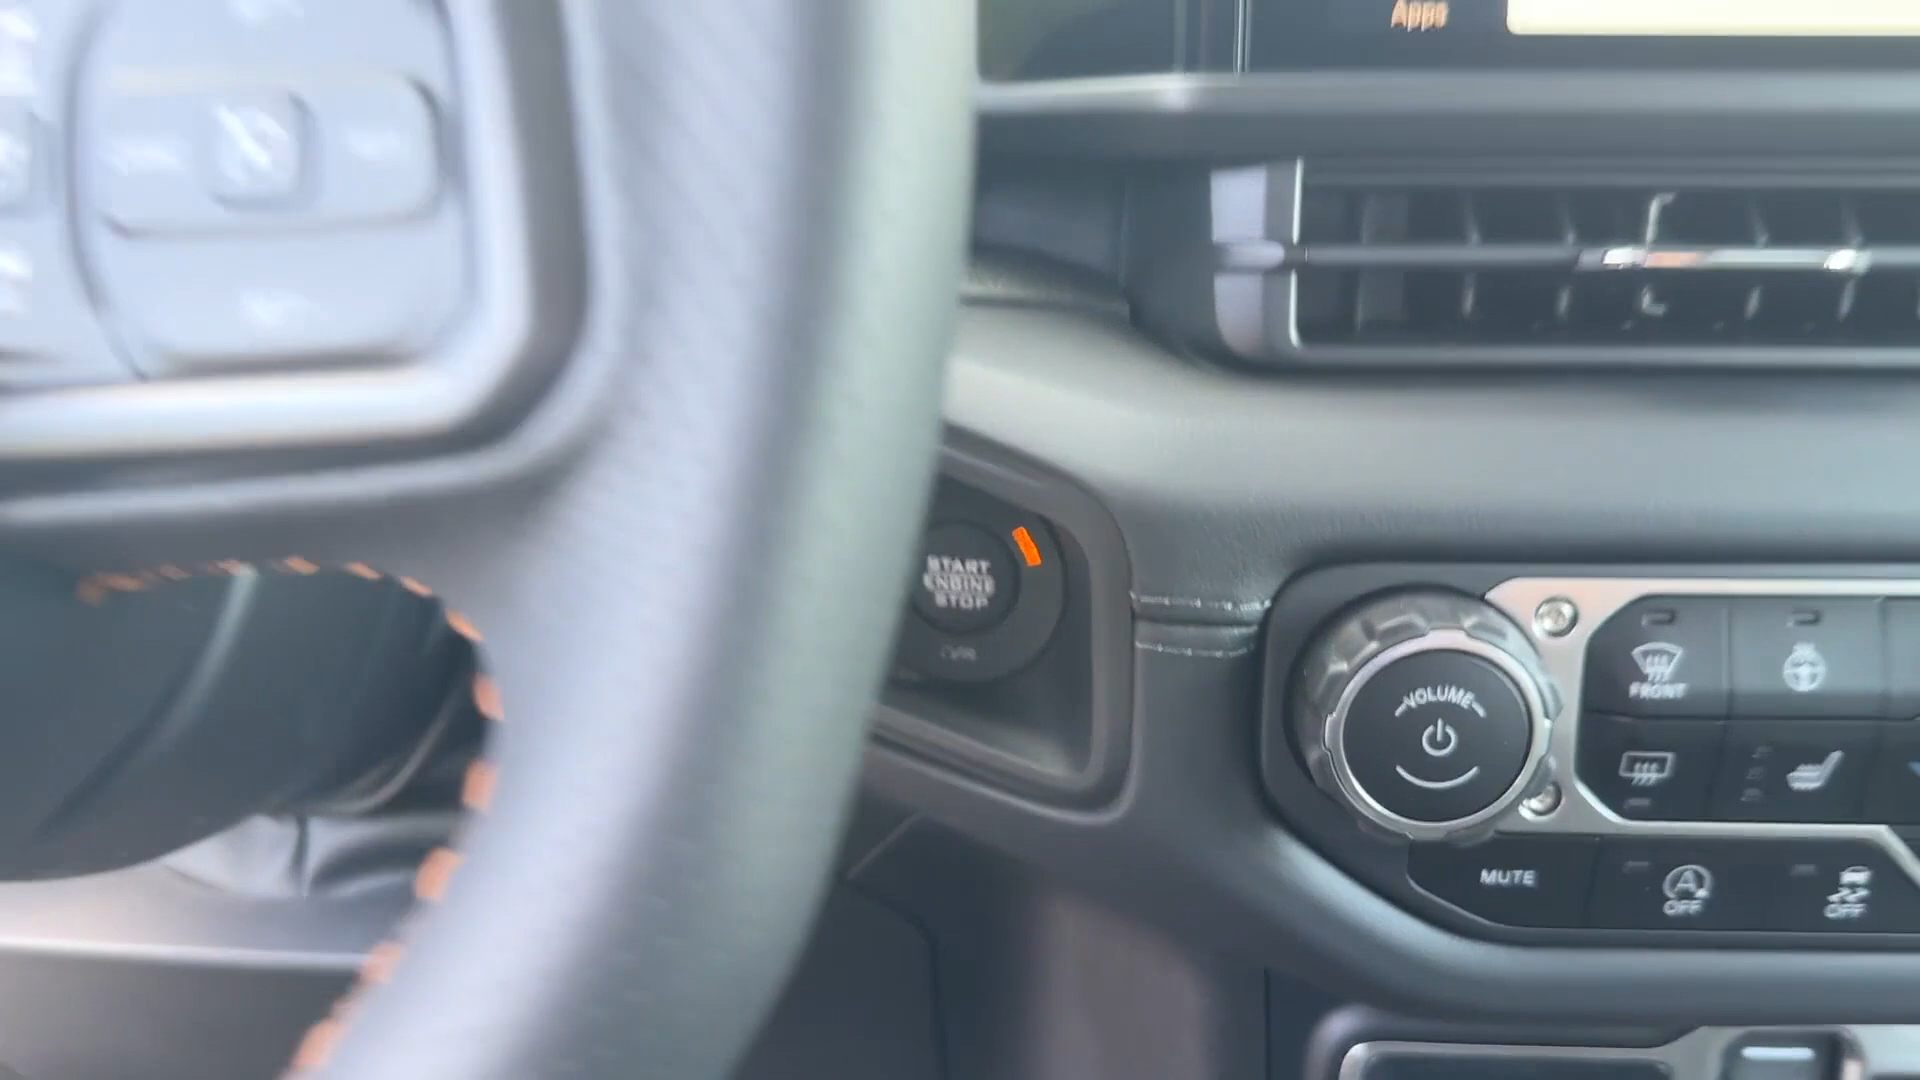 Apps
START
ENGINE
STOP
VOLUME
FRONT
MUTE
OFF
OFF